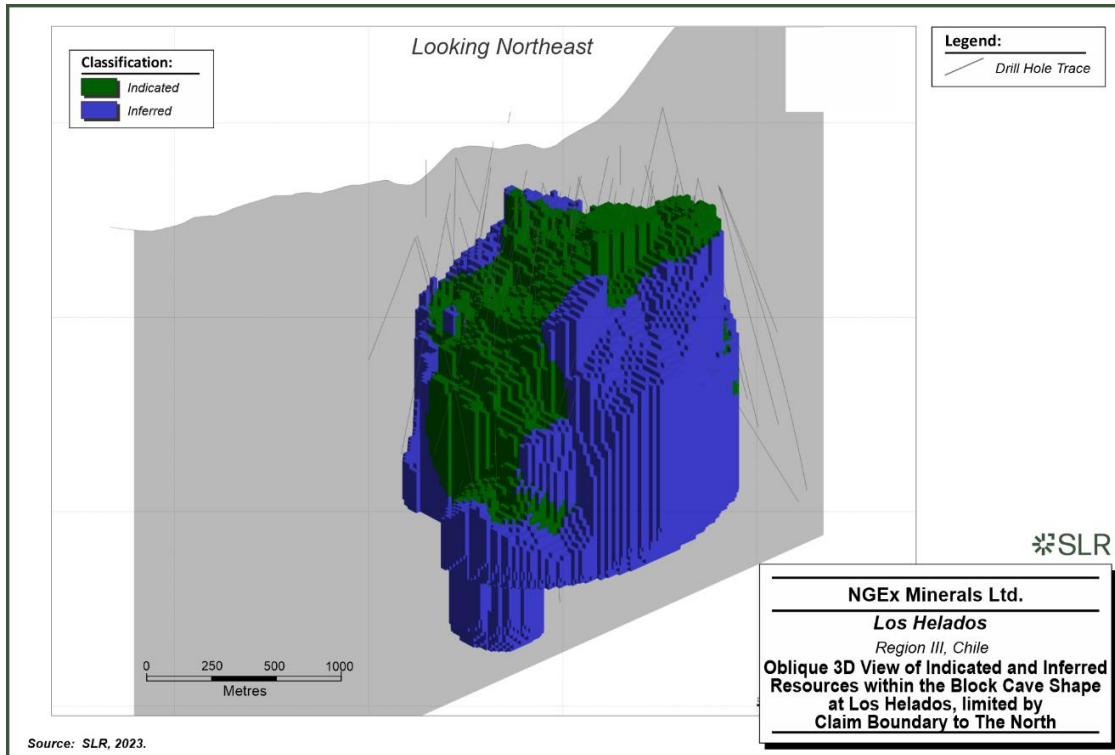 Looking Northeast
Classification:
Indicated
Inferred
Legend:
Drill Hole Trace
SLR
0 250 500 1000
Metres
NGEx Minerals Ltd.
Los Helados
Region III, Chile
Oblique 3D View of Indicated and Inferred
Resources within the Block Cave Shape
at Los Helados, limited by
Claim Boundary to The North
Source: SLR, 2023.